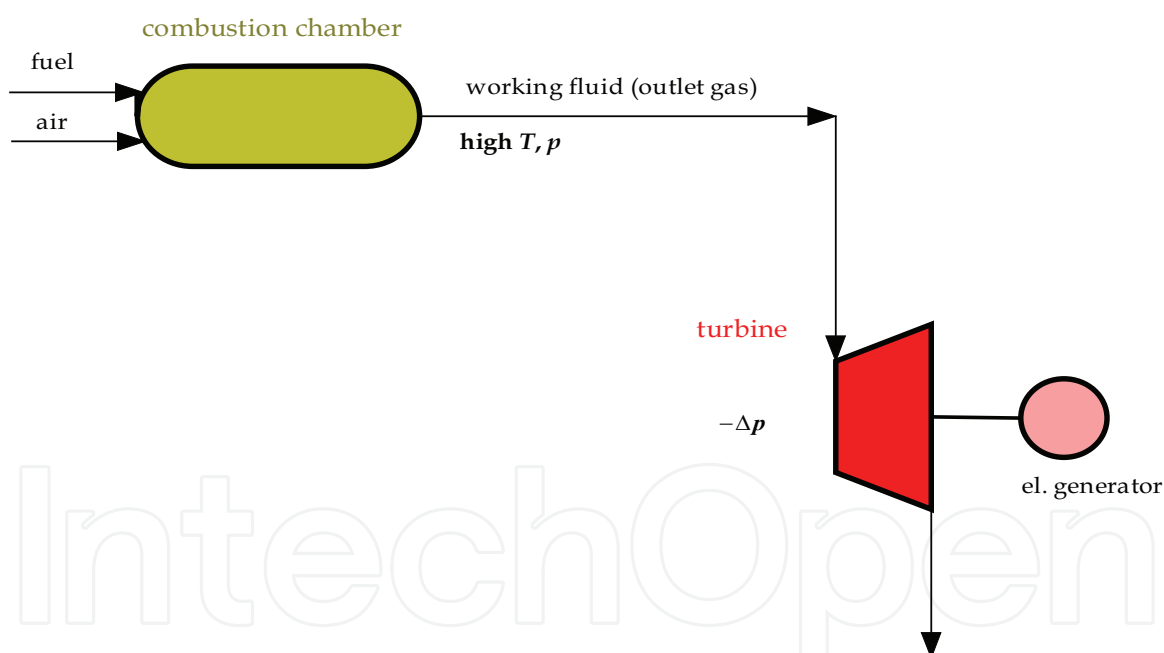 combustion chamber
fuel
air
working fluid (outlet gas)
high T, p
turbine
−Δp
el. generator
IntechOpen